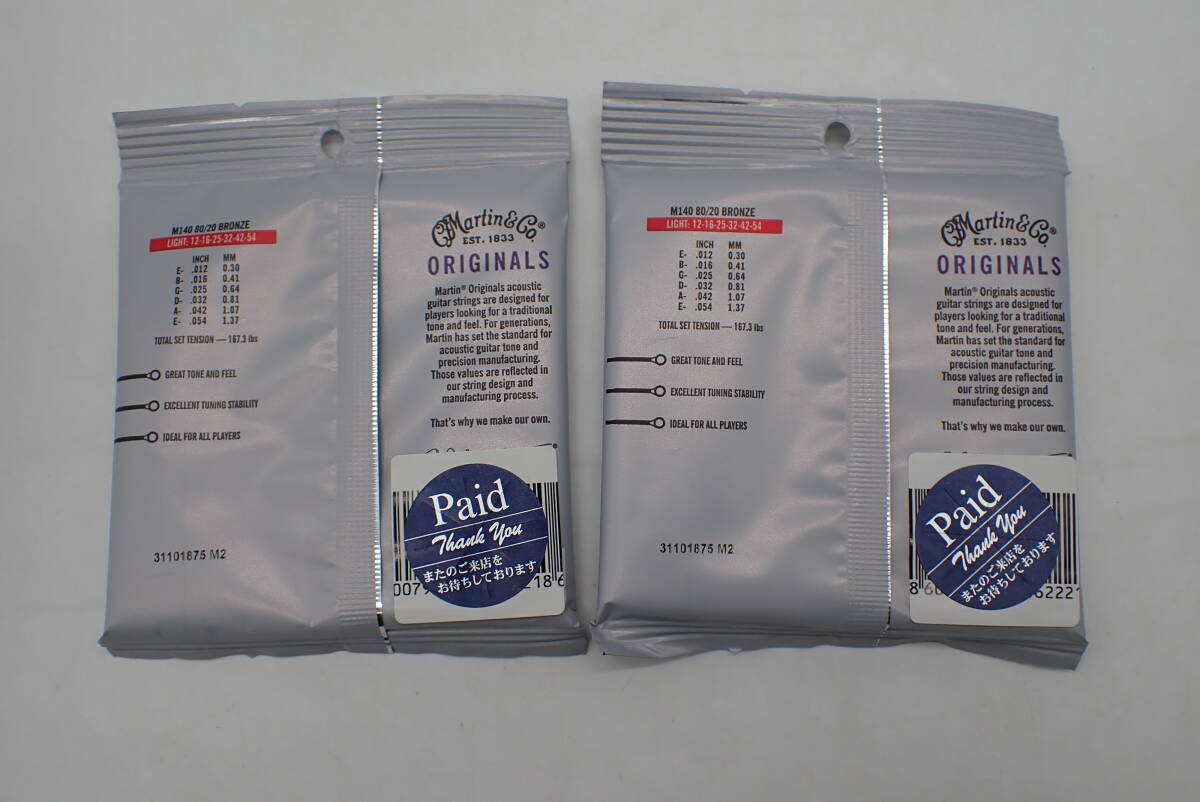 M140 80/20 BRONZE
LIGHT: 12-16-25-32-42-54
INCH MM
E- .012 0.30
B- .016 0.41
G- .025 0.64
D- .032 0.81
A- .042 1.07
E- .054 1.37
TOTAL SET TENSION — 167.3 lbs
GREAT TONE AND FEEL
EXCELLENT TUNING STABILITY
IDEAL FOR ALL PLAYERS
31101875 M2
Martin & Co.®
EST. 1833
ORIGINALS
Martin® Originals acoustic
guitar strings are designed for
players looking for a traditional
tone and feel. For generations,
Martin has set the standard for
acoustic guitar tone and
precision manufacturing.
Those values are reflected in
our string design and
manufacturing process.
That's why we make our own.
Paid
Thank You
またのご来店を
お待ちしております
M140 80/20 BRONZE
LIGHT: 12-16-25-32-42-54
INCH MM
E- .012 0.30
B- .016 0.41
G- .025 0.64
D- .032 0.81
A- .042 1.07
E- .054 1.37
TOTAL SET TENSION — 167.3 lbs
GREAT TONE AND FEEL
EXCELLENT TUNING STABILITY
IDEAL FOR ALL PLAYERS
31101875 M2
Martin & Co.®
EST. 1833
ORIGINALS
Martin® Originals acoustic
guitar strings are designed for
players looking for a traditional
tone and feel. For generations,
Martin has set the standard for
acoustic guitar tone and
precision manufacturing.
Those values are reflected in
our string design and
manufacturing process.
That's why we make our own.
Paid
Thank You
またのご来店を
お待ちしております